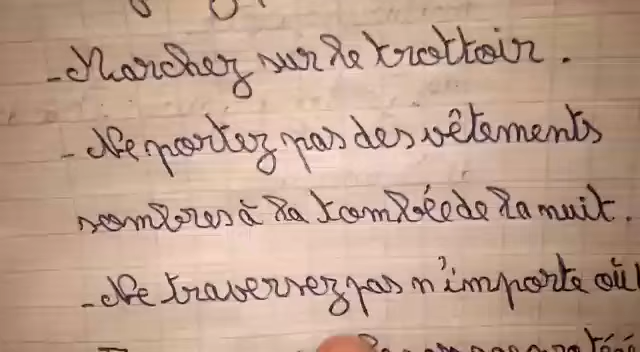 - Marchez sur le trottoir.
- Ne portez pas des vêtements
sombres à la tombée de la nuit.
- Ne traversez pas n'importe où